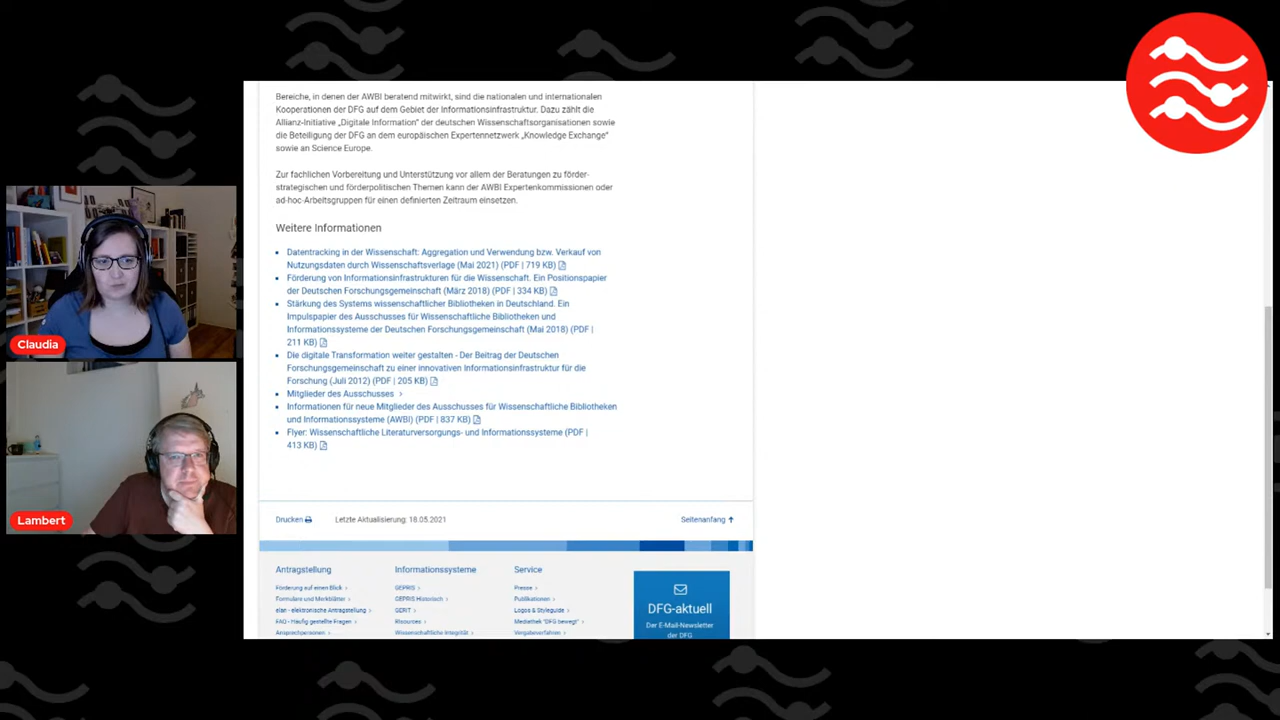 Bereiche, in denen der AWBI beratend mitwirkt, sind die nationalen und internationalen
Kooperationen der DFG auf dem Gebiet der Informationsinfrastruktur. Dazu zählt die
Allianz-Initiative „Digitale Information“ der deutschen Wissenschaftsorganisationen sowie
die Beteiligung der DFG an dem europäischen Expertennetzwerk „Knowledge Exchange“
sowie an Science Europe.
Zur fachlichen Vorbereitung und Unterstützung vor allem der Beratungen zu förder-
strategischen und förderpolitischen Themen kann der AWBI Expertenkommissionen oder
ad-hoc-Arbeitsgruppen für einen definierten Zeitraum einsetzen.
Weitere Informationen
Datentracking in der Wissenschaft: Aggregation und Verwendung bzw. Verkauf von
Nutzungsdaten durch Wissenschaftsverlage (Mai 2021) (PDF | 719 KB)
Förderung von Informationsinfrastrukturen für die Wissenschaft. Ein Positionspapier
der Deutschen Forschungsgemeinschaft (März 2018) (PDF | 334 KB)
Stärkung des Systems wissenschaftlicher Bibliotheken in Deutschland. Ein
Impulspapier des Ausschusses für Wissenschaftliche Bibliotheken und
Informationssysteme der Deutschen Forschungsgemeinschaft (Mai 2018) (PDF |
211 KB)
Die digitale Transformation weiter gestalten - Der Beitrag der Deutschen
Forschungsgemeinschaft zu einer innovativen Informationsinfrastruktur für die
Forschung (Juli 2012) (PDF | 205 KB)
Mitglieder des Ausschusses
Informationen für neue Mitglieder des Ausschusses für Wissenschaftliche Bibliotheken
und Informationssysteme (AWBI) (PDF | 837 KB)
Flyer: Wissenschaftliche Literaturversorgungs- und Informationssysteme (PDF |
413 KB)
Claudia
Lambert
Drucken Letzte Aktualisierung: 18.05.2021 Seitenanfang
Antragstellung Informationssysteme Service
Förderung auf einen Blick GEPRIS Presse
Formulare und Merkblätter GEPRIS Historisch Publikationen
elan - elektronische Antragstellung GERiT Logos & Styleguide
FAQ - Häufig gestellte Fragen RIsources Mediathek "DFG bewegt"
Ansprechpersonen Wissenschaftliche Integrität Vergabeverfahren
DFG-aktuell
Der E-Mail-Newsletter
der DFG